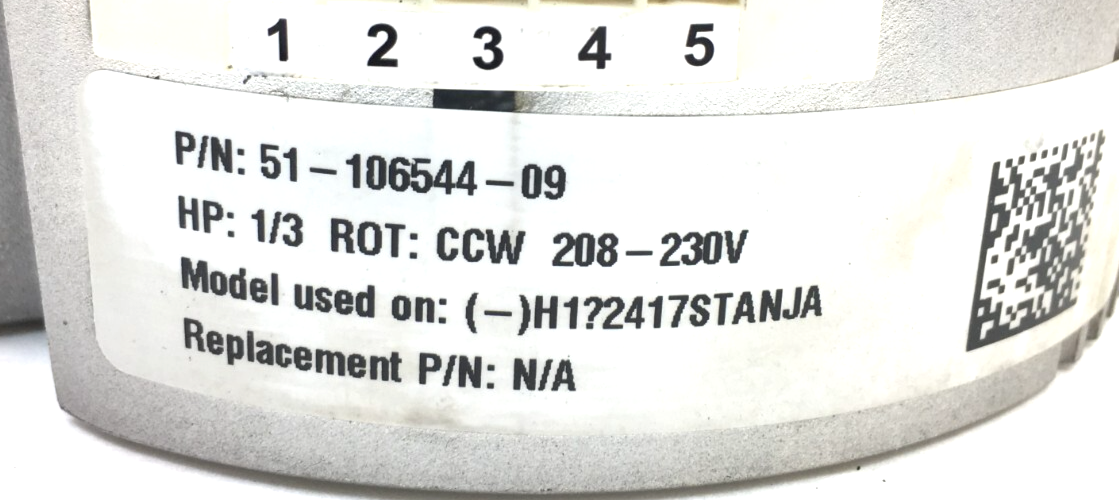 1 2 3 4 5
P/N: 51-106544-09
HP: 1/3 ROT: CCW 208-230V
Model used on: (-)H1?2417STANJA
Replacement P/N: N/A